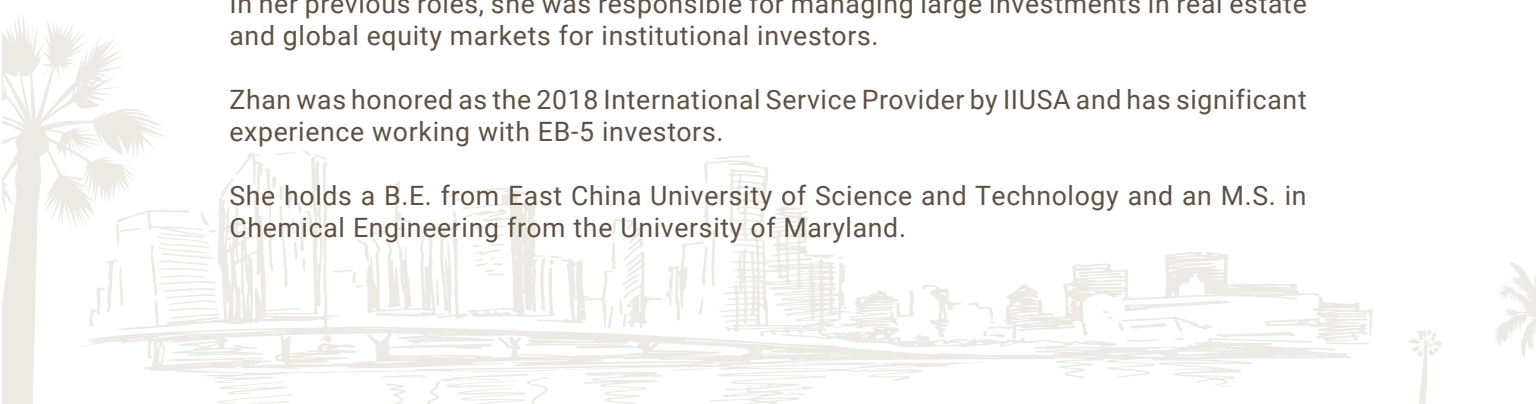 In her previous roles, she was responsible for managing large investments in real estate
and global equity markets for institutional investors.
Zhan was honored as the 2018 International Service Provider by IIUSA and has significant
experience working with EB-5 investors.
She holds a B.E. from East China University of Science and Technology and an M.S. in
Chemical Engineering from the University of Maryland.